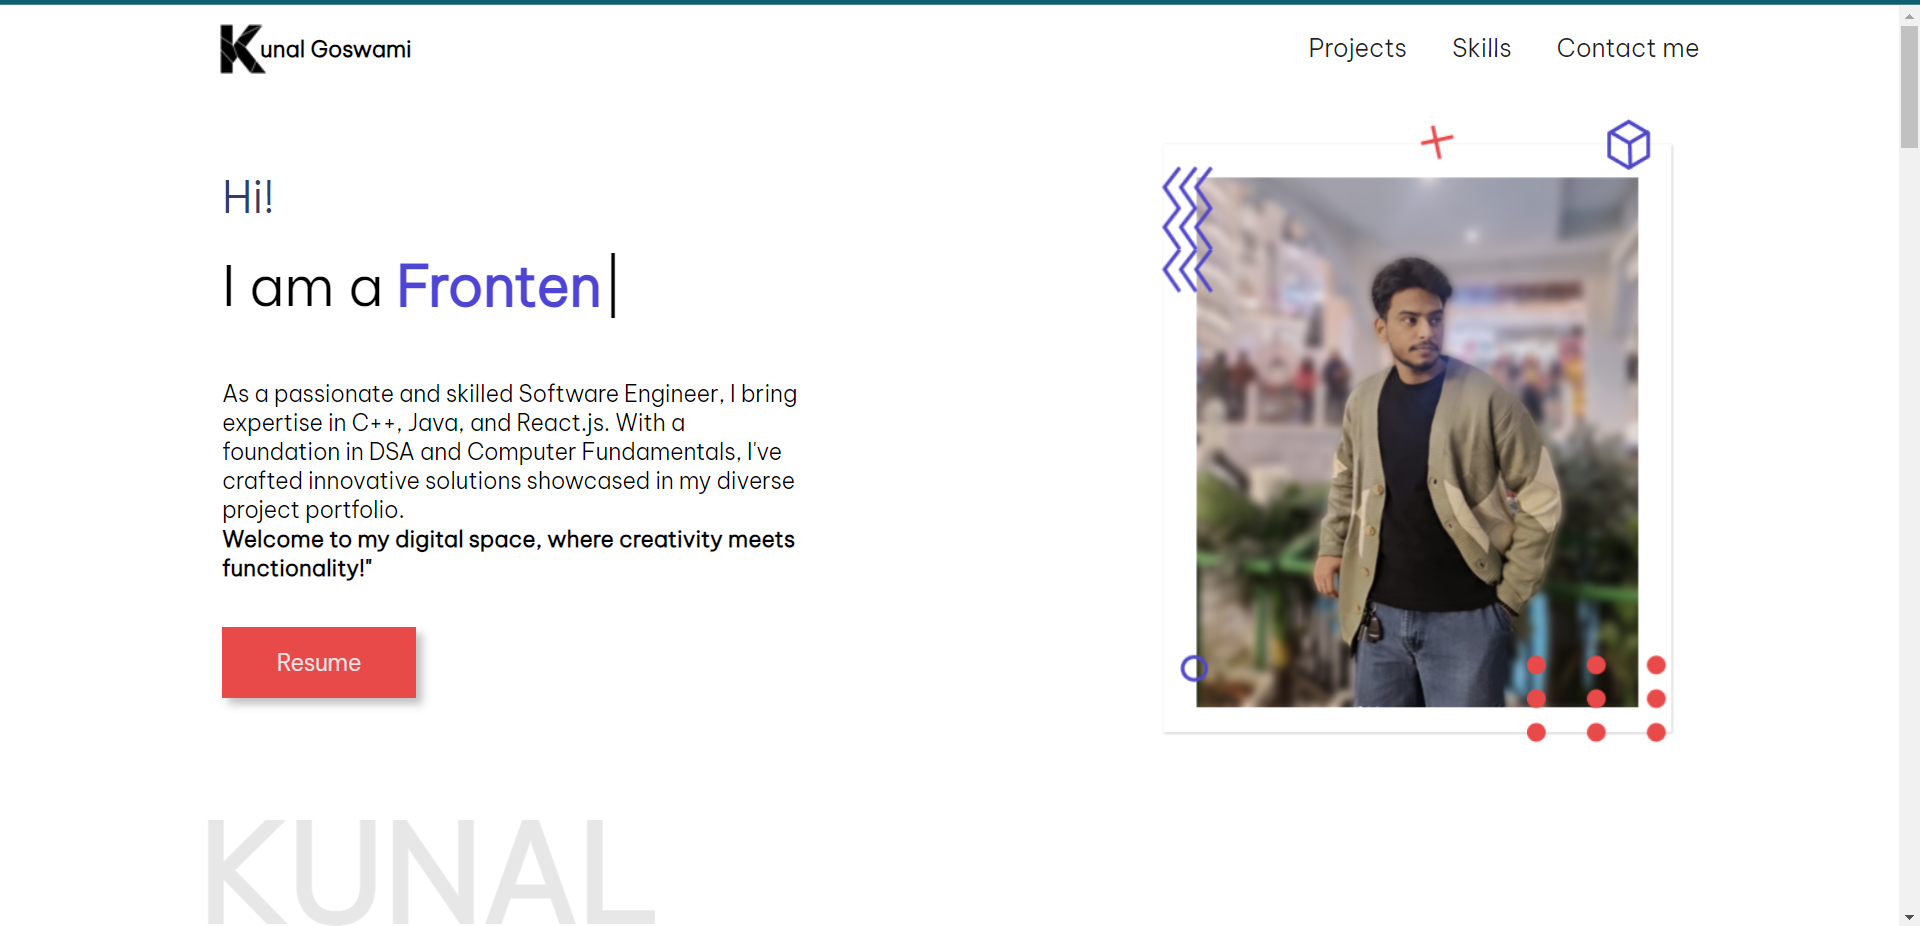 Kunal Goswami
Projects Skills Contact me
Hi!
I am a Fronten
As a passionate and skilled Software Engineer, I bring
expertise in C++, Java, and React.js. With a
foundation in DSA and Computer Fundamentals, I've
crafted innovative solutions showcased in my diverse
project portfolio.
Welcome to my digital space, where creativity meets
functionality!"
Resume
KUNAL